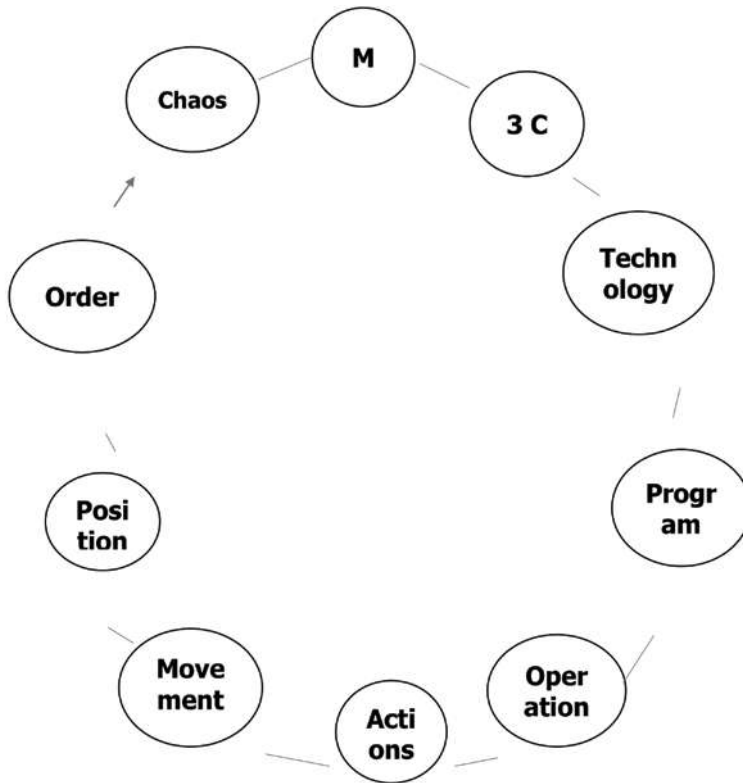 M
Chaos
3 C
Techn
ology
Order
Progr
am
Posi
tion
Move
ment
Oper
ation
Acti
ons